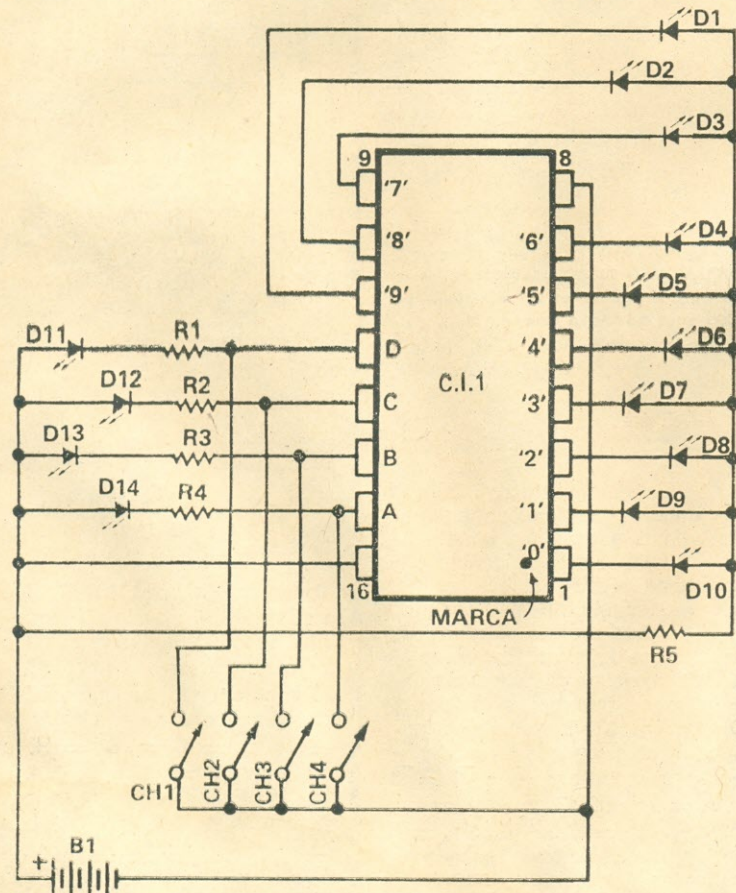 D1
D2
D3
9 8
'7'
'8' '6' D4
'9' '5' D5
D11 R1 D '4' D6
C.I.1
D12 R2 C '3' D7
D13 R3 B '2' D8
D14 R4 A '1' D9
'0'
16 1 D10
MARCA
R5
CH1 CH2 CH3 CH4
+ B1